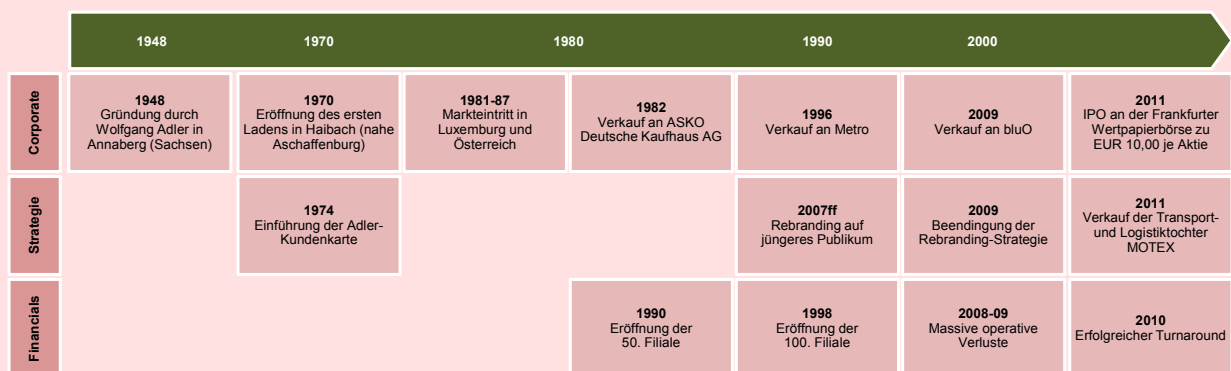 1948
1970
1980
1990
2000
Corporate
1948
Gründung durch
Wolfgang Adler in
Annaberg (Sachsen)
1970
Eröffnung des ersten
Ladens in Haibach (nahe
Aschaffenburg)
1981-87
Markteintritt in
Luxemburg und
Österreich
1982
Verkauf an ASKO
Deutsche Kaufhaus AG
1996
Verkauf an Metro
2009
Verkauf an bluO
2011
IPO an der Frankfurter
Wertpapierbörse zu
EUR 10,00 je Aktie
Strategie
1974
Einführung der Adler-
Kundenkarte
2007ff
Rebranding auf
jüngeres Publikum
2009
Beendingung der
Rebranding-Strategie
2011
Verkauf der Transport-
und Logistiktochter
MOTEX
Financials
1990
Eröffnung der
50. Filiale
1998
Eröffnung der
100. Filiale
2008-09
Massive operative
Verluste
2010
Erfolgreicher Turnaround